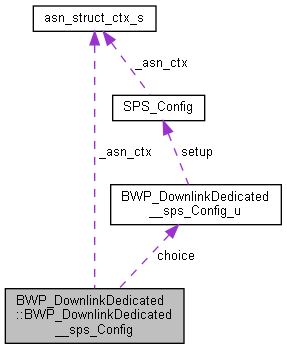 asn_struct_ctx_s
_asn_ctx
SPS_Config
_asn_ctx
setup
BWP_DownlinkDedicated
__sps_Config_u
choice
BWP_DownlinkDedicated
::BWP_DownlinkDedicated
__sps_Config